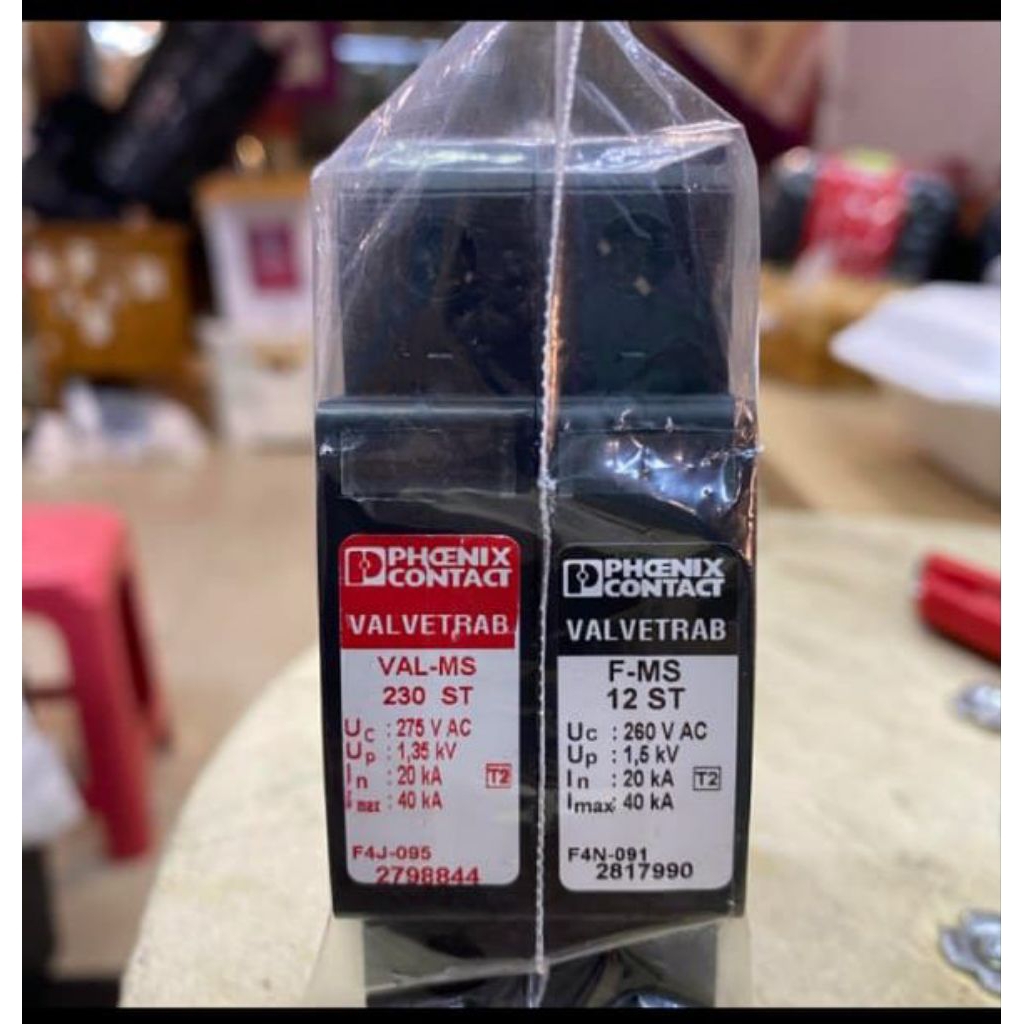 PHŒNIX
CONTACT
VALVETRAB
VAL-MS
230 ST
Uc : 275 V AC
Up : 1,35 kV
In : 20 kA T2
Imax : 40 kA
F4J-095
2798844
PHŒNIX
CONTACT
VALVETRAB
F-MS
12 ST
Uc : 260 V AC
Up : 1,5 kV
In : 20 kA T2
Imax: 40 kA
F4N-091
2817990